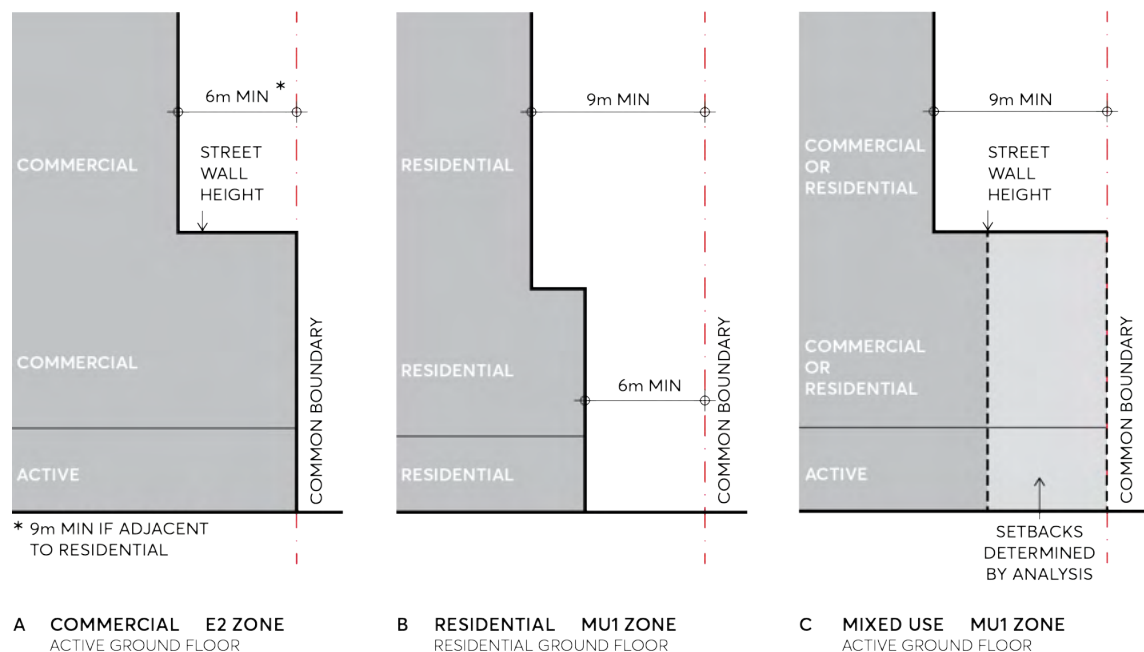 6m MIN *
STREET
WALL
HEIGHT
COMMERCIAL
COMMERCIAL
ACTIVE
COMMON BOUNDARY
* 9m MIN IF ADJACENT
TO RESIDENTIAL
A COMMERCIAL E2 ZONE
ACTIVE GROUND FLOOR
9m MIN
RESIDENTIAL
RESIDENTIAL
6m MIN
RESIDENTIAL
COMMON BOUNDARY
B RESIDENTIAL MU1 ZONE
RESIDENTIAL GROUND FLOOR
9m MIN
COMMERCIAL
OR
RESIDENTIAL
STREET
WALL
HEIGHT
COMMERCIAL
OR
RESIDENTIAL
ACTIVE
COMMON BOUNDARY
SETBACKS
DETERMINED
BY ANALYSIS
C MIXED USE MU1 ZONE
ACTIVE GROUND FLOOR